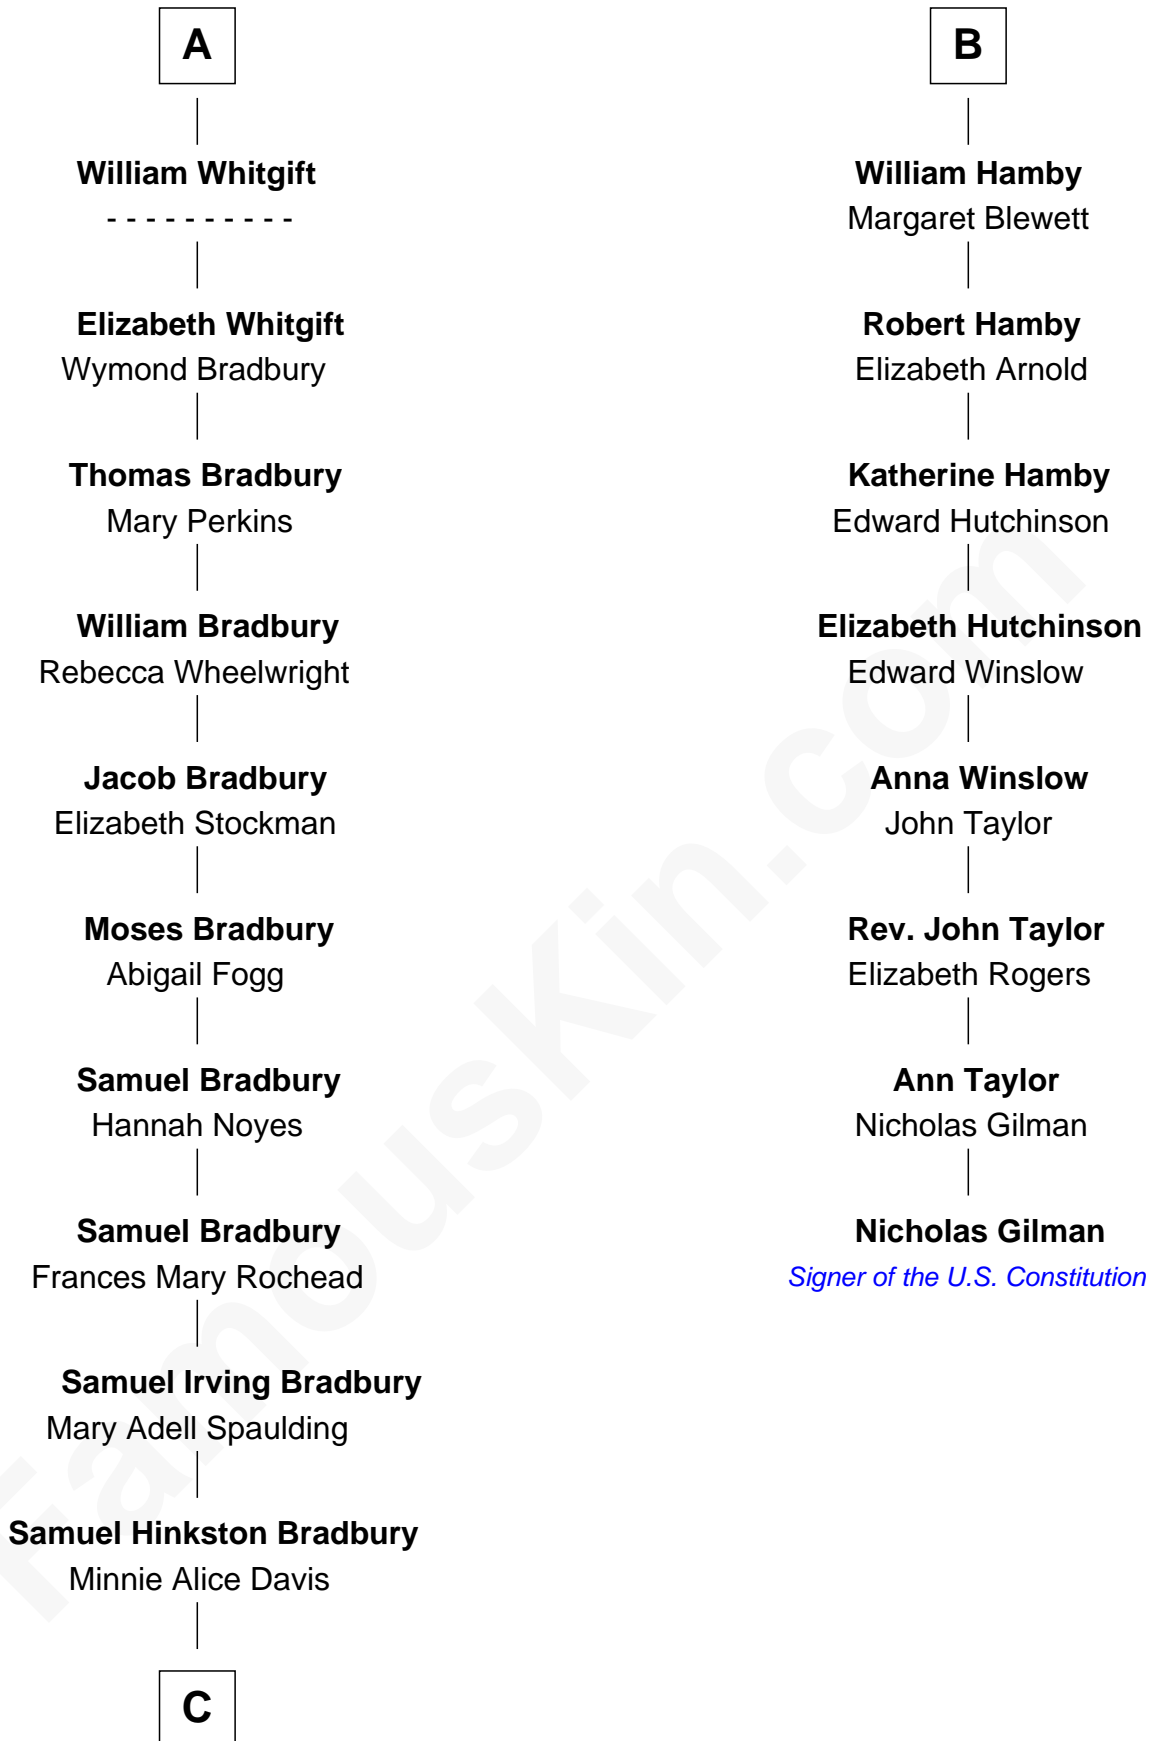 A
William Whitgift
- - - - - - - - - -
Elizabeth Whitgift
Wymond Bradbury
Thomas Bradbury
Mary Perkins
William Bradbury
Rebecca Wheelwright
Jacob Bradbury
Elizabeth Stockman
Moses Bradbury
Abigail Fogg
Samuel Bradbury
Hannah Noyes
Samuel Bradbury
Frances Mary Rochead
Samuel Irving Bradbury
Mary Adell Spaulding
Samuel Hinkston Bradbury
Minnie Alice Davis
C
B
William Hamby
Margaret Blewett
Robert Hamby
Elizabeth Arnold
Katherine Hamby
Edward Hutchinson
Elizabeth Hutchinson
Edward Winslow
Anna Winslow
John Taylor
Rev. John Taylor
Elizabeth Rogers
Ann Taylor
Nicholas Gilman
Nicholas Gilman
Signer of the U.S. Constitution
FamousKin.com